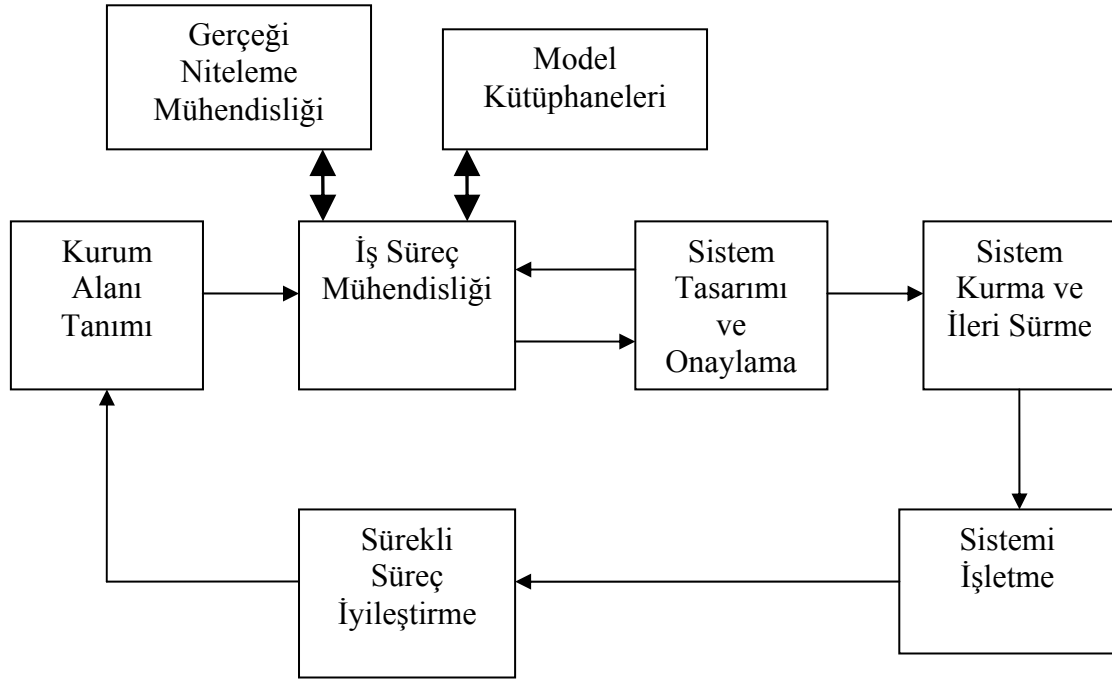 Gerçeği
Niteleme
Mühendisliği
Model
Kütüphaneleri
Kurum
Alanı
Tanımı
İş Süreç
Mühendisliği
Sistem
Tasarımı
ve
Onaylama
Sistem
Kurma ve
İleri Sürme
Sürekli
Süreç
İyileştirme
Sistemi
İşletme